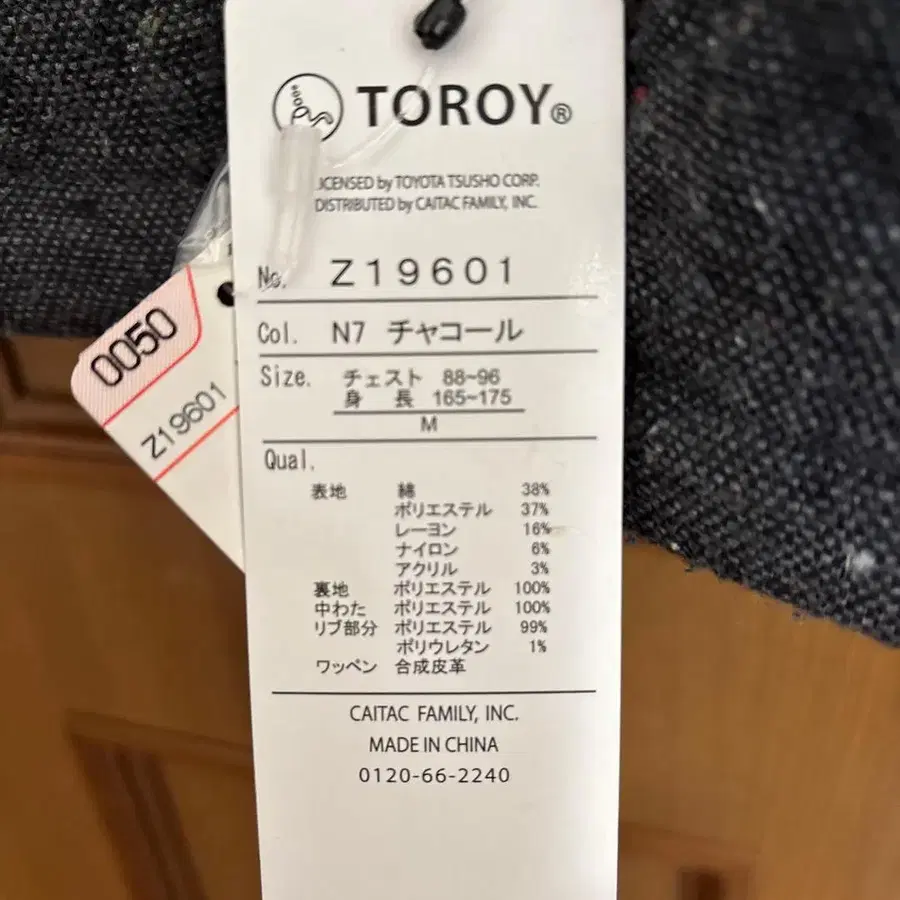 TOROY®
LICENSED by TOYOTA TSUSHO CORP.
DISTRIBUTED by CAITAC FAMILY, INC.
No. Z19601
Col. N7 チャコール
Size. チェスト 88~96
身 長 165~175
M
Qual.
表地 綿 38%
ポリエステル 37%
レーヨン 16%
ナイロン 6%
アクリル 3%
裏地 ポリエステル 100%
中わた ポリエステル 100%
リブ部分 ポリエステル 99%
ポリウレタン 1%
ワッペン 合成皮革
CAITAC FAMILY, INC.
MADE IN CHINA
0120-66-2240
0050
Z19601